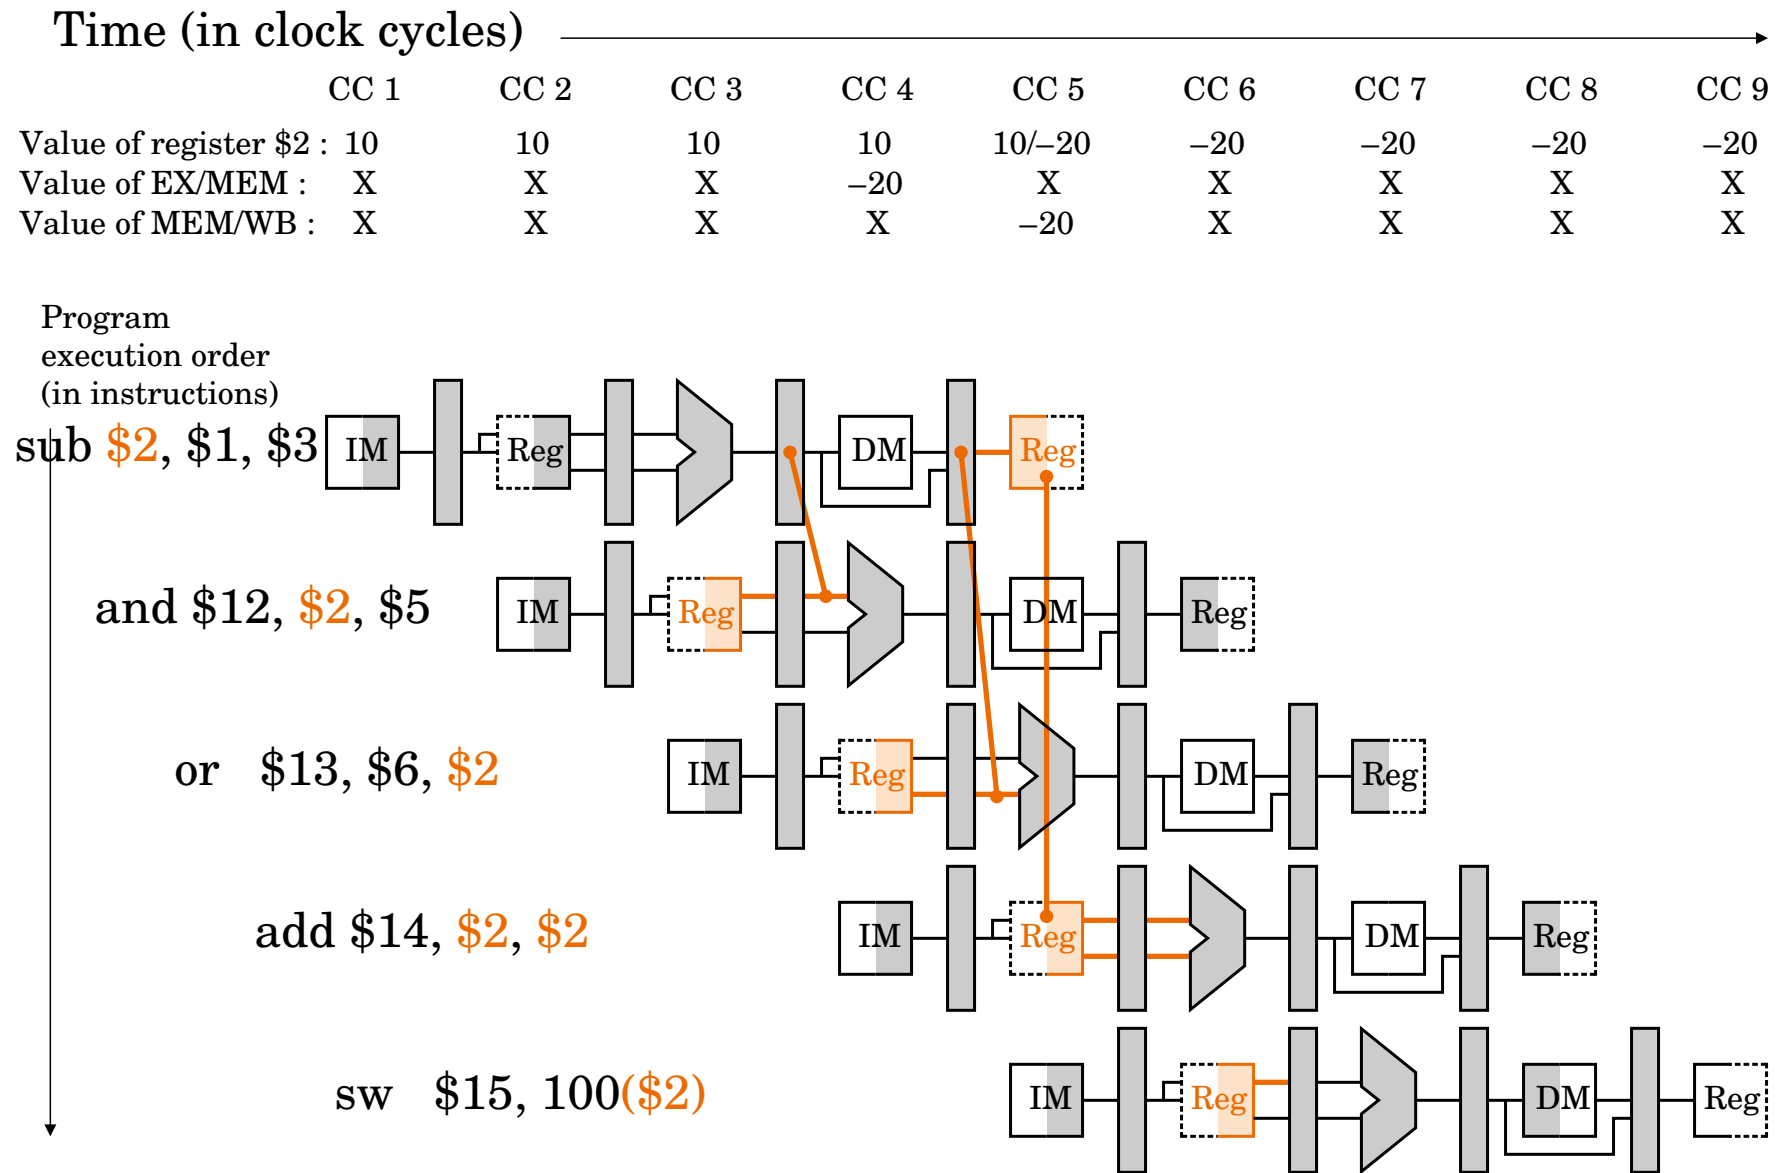 Time (in clock cycles)
CC 1 CC 2 CC 3 CC 4 CC 5 CC 6 CC 7 CC 8 CC 9
Value of register $2 : 10 10 10 10 10/–20 –20 –20 –20 –20
Value of EX/MEM : X X X –20 X X X X X
Value of MEM/WB : X X X X –20 X X X X
Program
execution order
(in instructions)
sub $2, $1, $3 IM Reg DM Reg
and $12, $2, $5 IM Reg DM Reg
or $13, $6, $2 IM Reg DM Reg
add $14, $2, $2 IM Reg DM Reg
sw $15, 100($2) IM Reg DM Reg